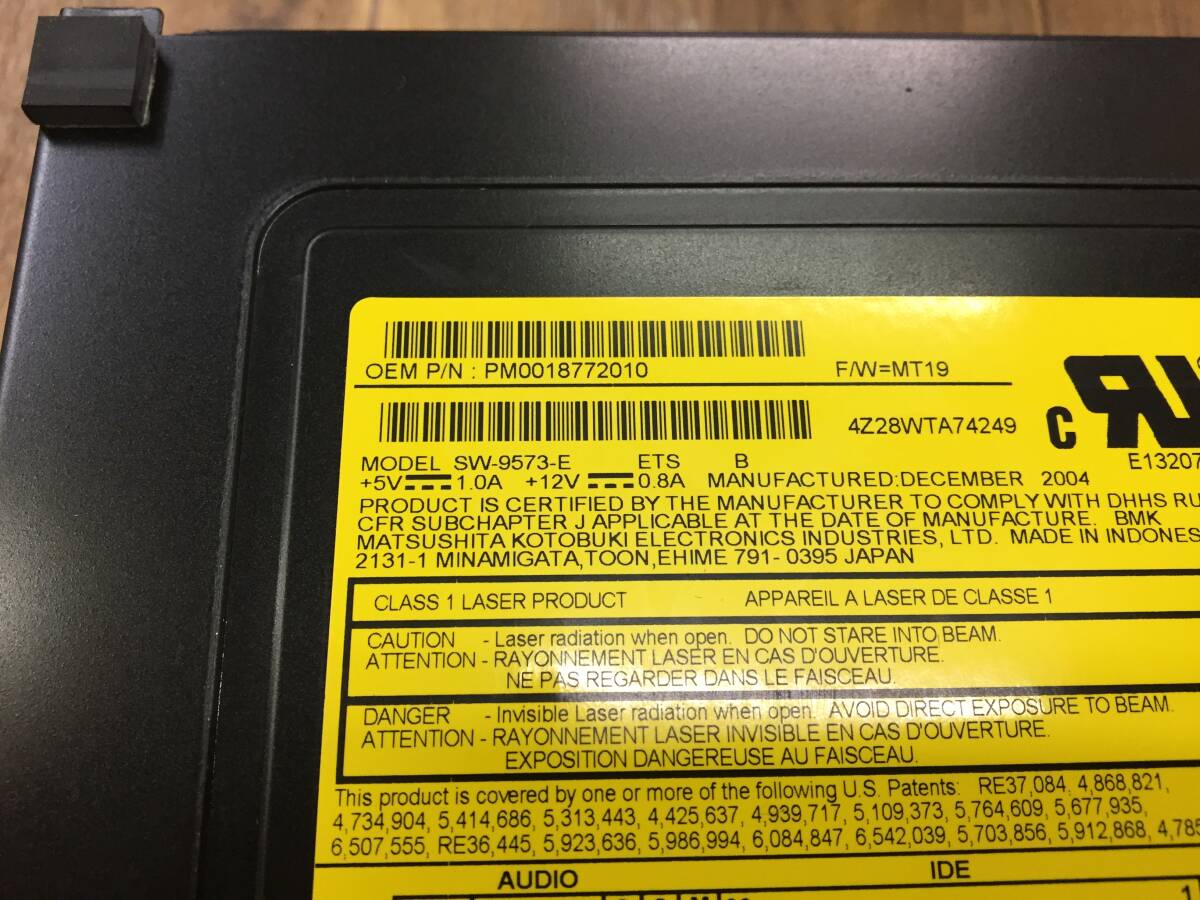 OEM P/N : PM0018772010 F/W=MT19
4Z28WTA74249
MODEL SW-9573-E ETS B
+5V 1.0A +12V 0.8A MANUFACTURED:DECEMBER 2004
PRODUCT IS CERTIFIED BY THE MANUFACTURER TO COMPLY WITH DHHS RU
CFR SUBCHAPTER J APPLICABLE AT THE DATE OF MANUFACTURE. BMK
MATSUSHITA KOTOBUKI ELECTRONICS INDUSTRIES, LTD. MADE IN INDONES
2131-1 MINAMIGATA,TOON,EHIME 791- 0395 JAPAN
C
E13207
CLASS 1 LASER PRODUCT APPAREIL A LASER DE CLASSE 1
CAUTION - Laser radiation when open. DO NOT STARE INTO BEAM.
ATTENTION - RAYONNEMENT LASER EN CAS D'OUVERTURE.
NE PAS REGARDER DANS LE FAISCEAU.
DANGER - Invisible Laser radiation when open. AVOID DIRECT EXPOSURE TO BEAM.
ATTENTION - RAYONNEMENT LASER INVISIBLE EN CAS D'OUVERTURE.
EXPOSITION DANGEREUSE AU FAISCEAU.
This product is covered by one or more of the following U.S. Patents: RE37,084, 4,868,821,
4,734,904, 5,414,686, 5,313,443, 4,425,637, 4,939,717, 5,109,373, 5,764,609, 5,677,935,
6,507,555, RE36,445, 5,923,636, 5,986,994, 6,084,847, 6,542,039, 5,703,856, 5,912,868, 4,785
AUDIO IDE
1